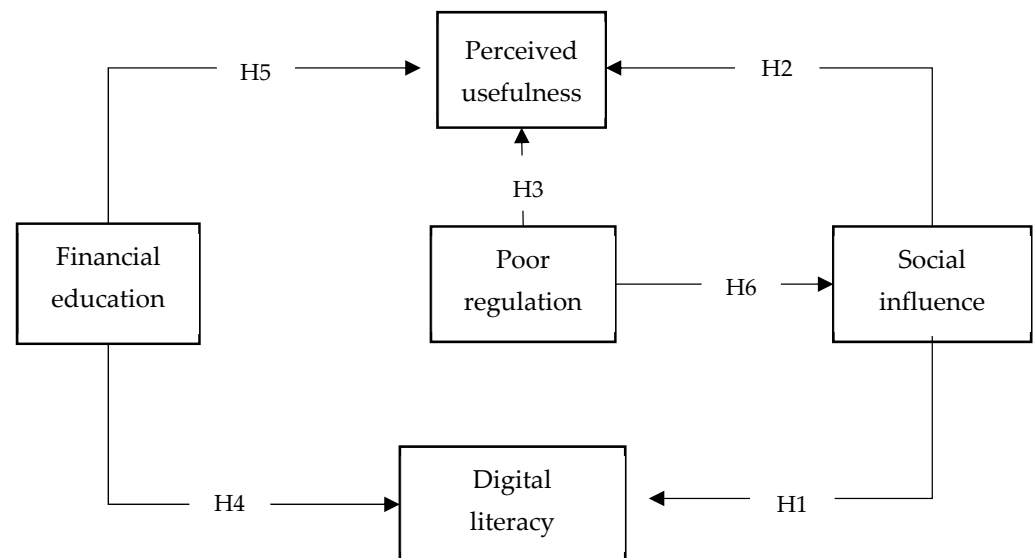 Perceived
usefulness
H5
H2
H3
Financial
education
Poor
regulation
H6
Social
influence
Digital
literacy
H4
H1